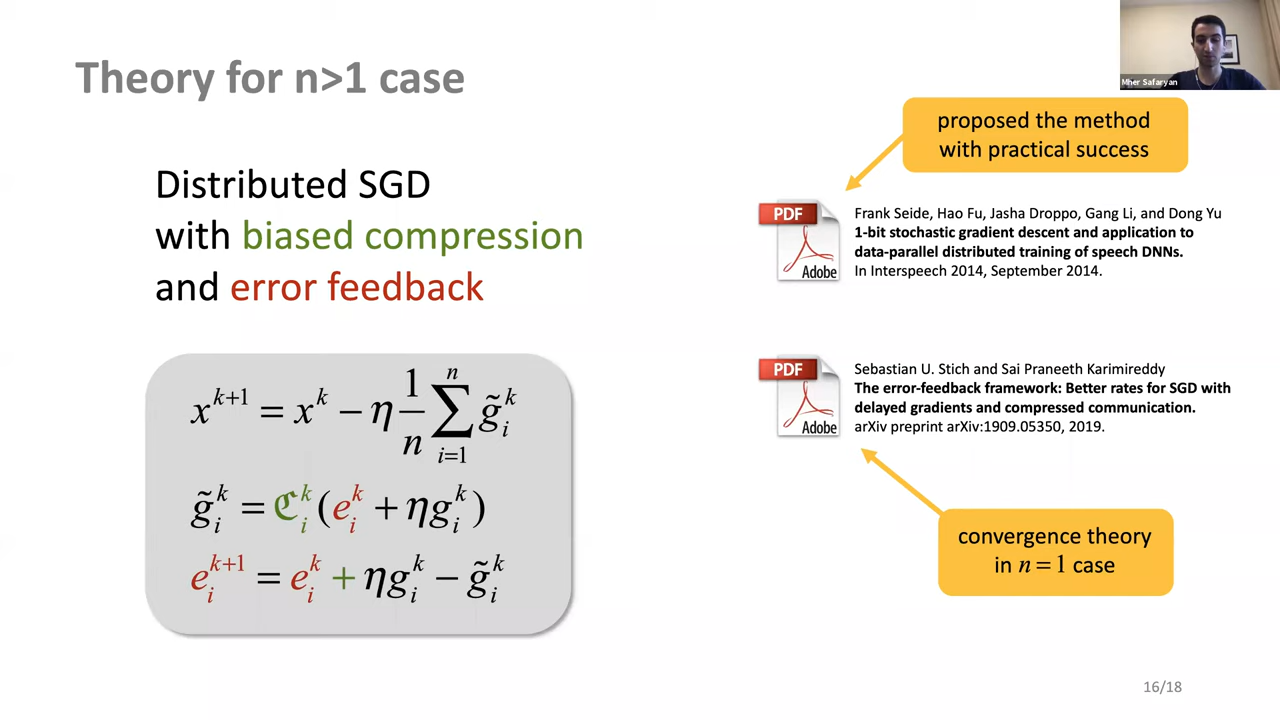 Theory for n>1 case
Mher Safaryan
Distributed SGD
with biased compression
and error feedback
x^{k+1} = x^k − η \frac{1}{n} \sum_{i=1}^{n} \tilde{g}_i^k
\tilde{g}_i^k = ℭ_i^k (e_i^k + ηg_i^k)
e_i^{k+1} = e_i^k + ηg_i^k − \tilde{g}_i^k
proposed the method
with practical success
PDF
Adobe
Frank Seide, Hao Fu, Jasha Droppo, Gang Li, and Dong Yu
1-bit stochastic gradient descent and application to
data-parallel distributed training of speech DNNs.
In Interspeech 2014, September 2014.
PDF
Adobe
Sebastian U. Stich and Sai Praneeth Karimireddy
The error-feedback framework: Better rates for SGD with
delayed gradients and compressed communication.
arXiv preprint arXiv:1909.05350, 2019.
convergence theory
in n = 1 case
16/18